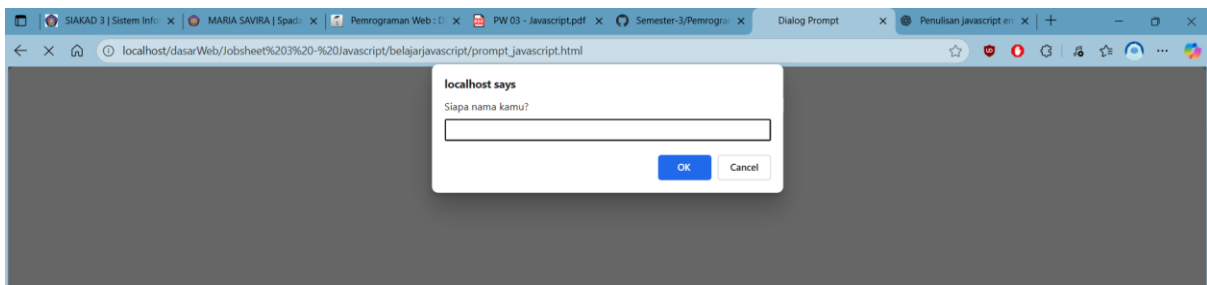 SIAKAD 3 | Sistem Info
MARIA SAVIRA | Spada
Pemrograman Web : D
PW 03 - Javascript.pdf
Semester-3/Pemrogra
Dialog Prompt
Penulisan javascript en
localhost/dasarWeb/Jobsheet%203%20-%20Javascript/belajarjavascript/prompt_javascript.html
localhost says
Siapa nama kamu?
OK
Cancel